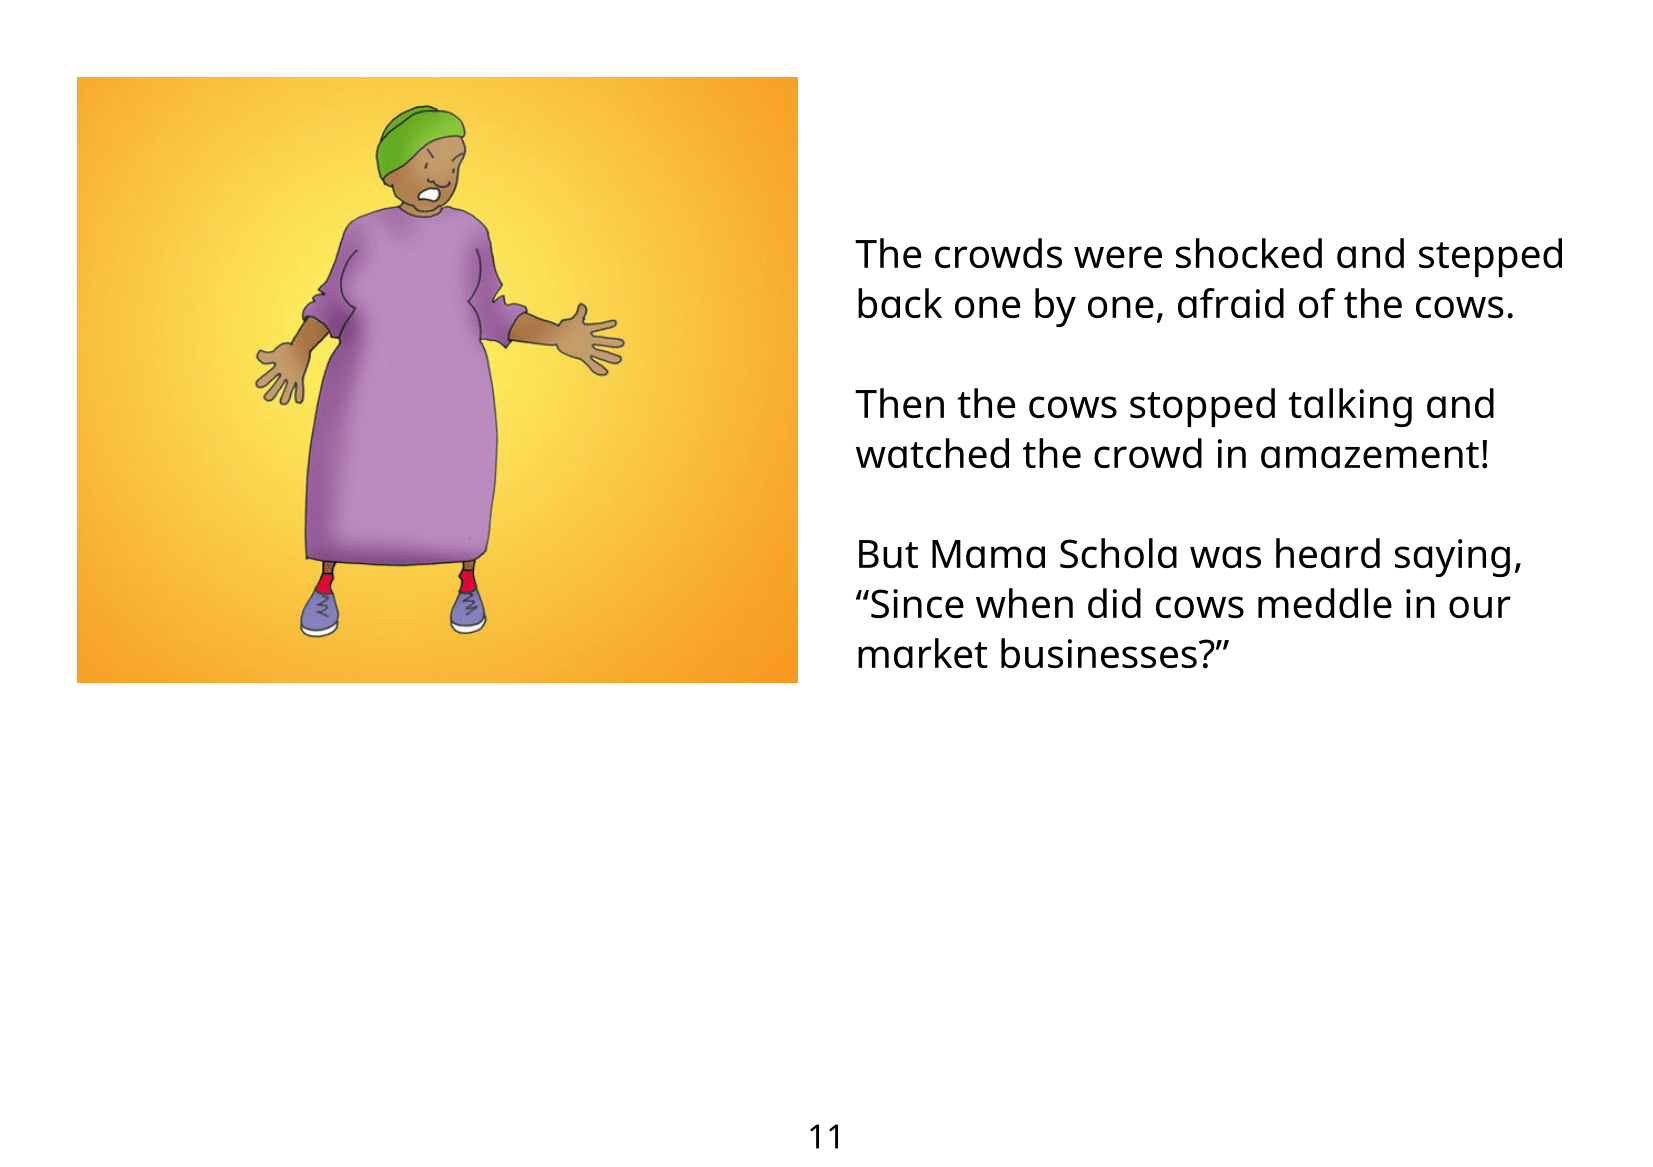 The crowds were shocked and stepped
back one by one, afraid of the cows.
Then the cows stopped talking and
watched the crowd in amazement!
But Mama Schola was heard saying,
“Since when did cows meddle in our
market businesses?”
11